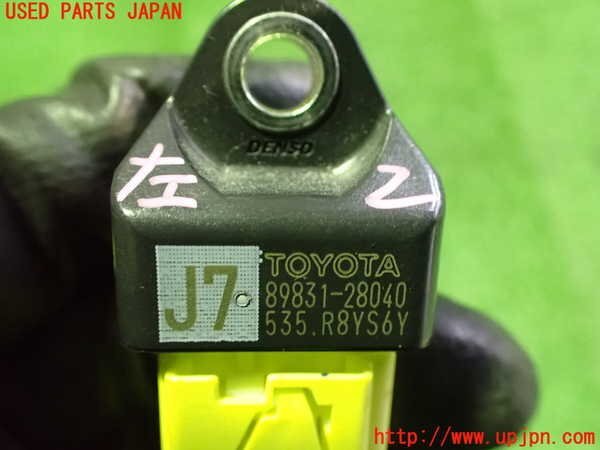 USED PARTS JAPAN
DENSO
左 2
J7
TOYOTA
89831-28040
535.R8YS6Y
http://www.upjpn.com